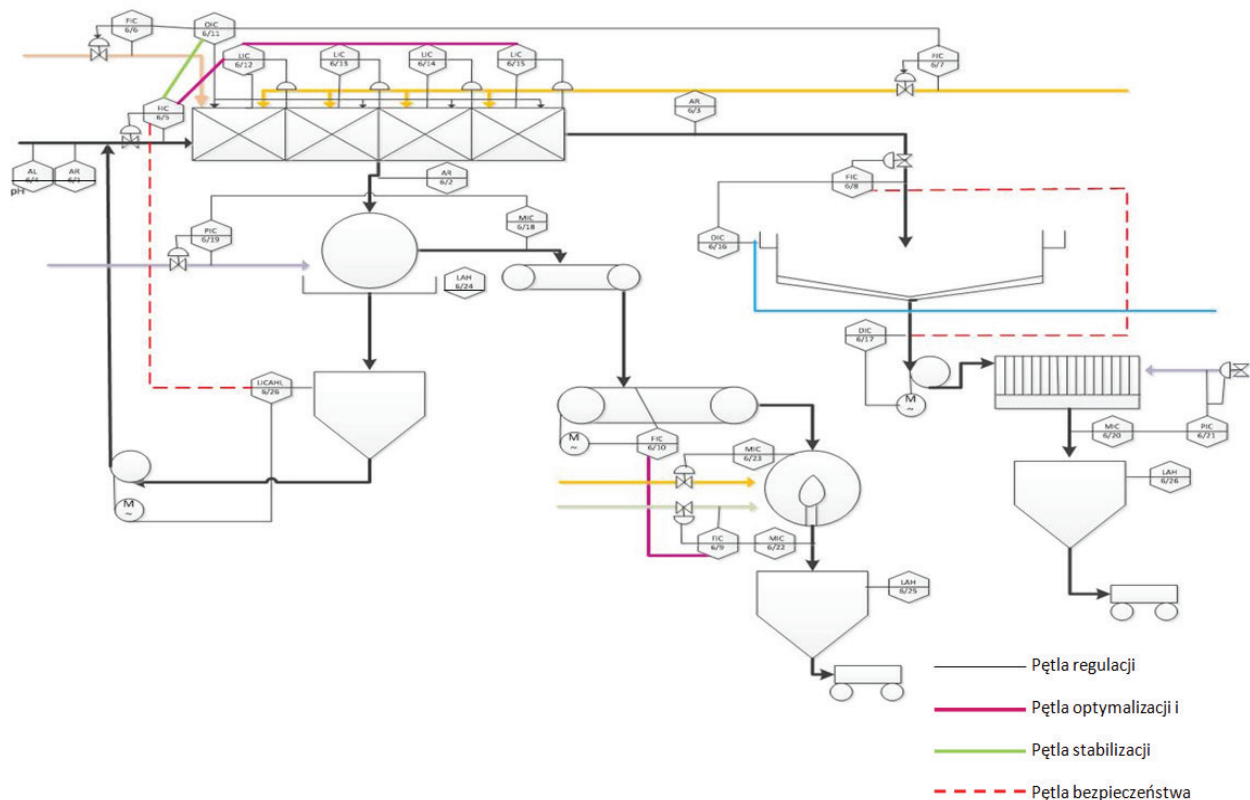 FIC
6/6
OIC
6/11
LIC
6/12
LIC
6/13
LIC
6/14
LIC
6/15
FIC
6/7
FIC
6/5
AR
6/3
AL
AR
pH
AR
6/2
FIC
6/8
PIC
6/19
MIC
6/18
DIC
6/16
LAH
6/24
DIC
6/17
LICAHL
6/26
M
~
M
~
FIC
6/10
MIC
6/23
M
~
MIC
6/20
PIC
6/21
LAH
6/26
FIC
6/9
MIC
6/22
LAH
6/25
Pętla regulacji
Pętla optymalizacji i
Pętla stabilizacji
Pętla bezpieczeństwa